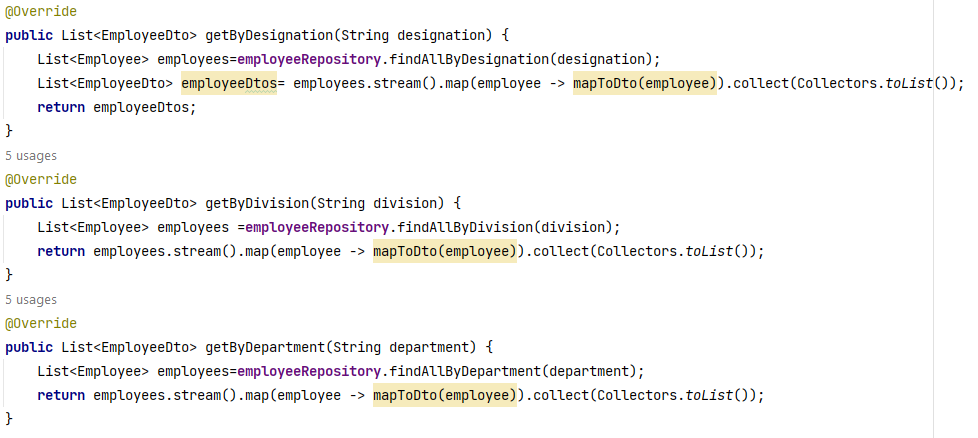 @Override
public List<EmployeeDto> getByDesignation(String designation) {
    List<Employee> employees=employeeRepository.findAllByDesignation(designation);
    List<EmployeeDto> employeeDtos= employees.stream().map(employee -> mapToDto(employee)).collect(Collectors.toList());
    return employeeDtos;
}
5 usages
@Override
public List<EmployeeDto> getByDivision(String division) {
    List<Employee> employees =employeeRepository.findAllByDivision(division);
    return employees.stream().map(employee -> mapToDto(employee)).collect(Collectors.toList());
}
5 usages
@Override
public List<EmployeeDto> getByDepartment(String department) {
    List<Employee> employees=employeeRepository.findAllByDepartment(department);
    return employees.stream().map(employee -> mapToDto(employee)).collect(Collectors.toList());
}